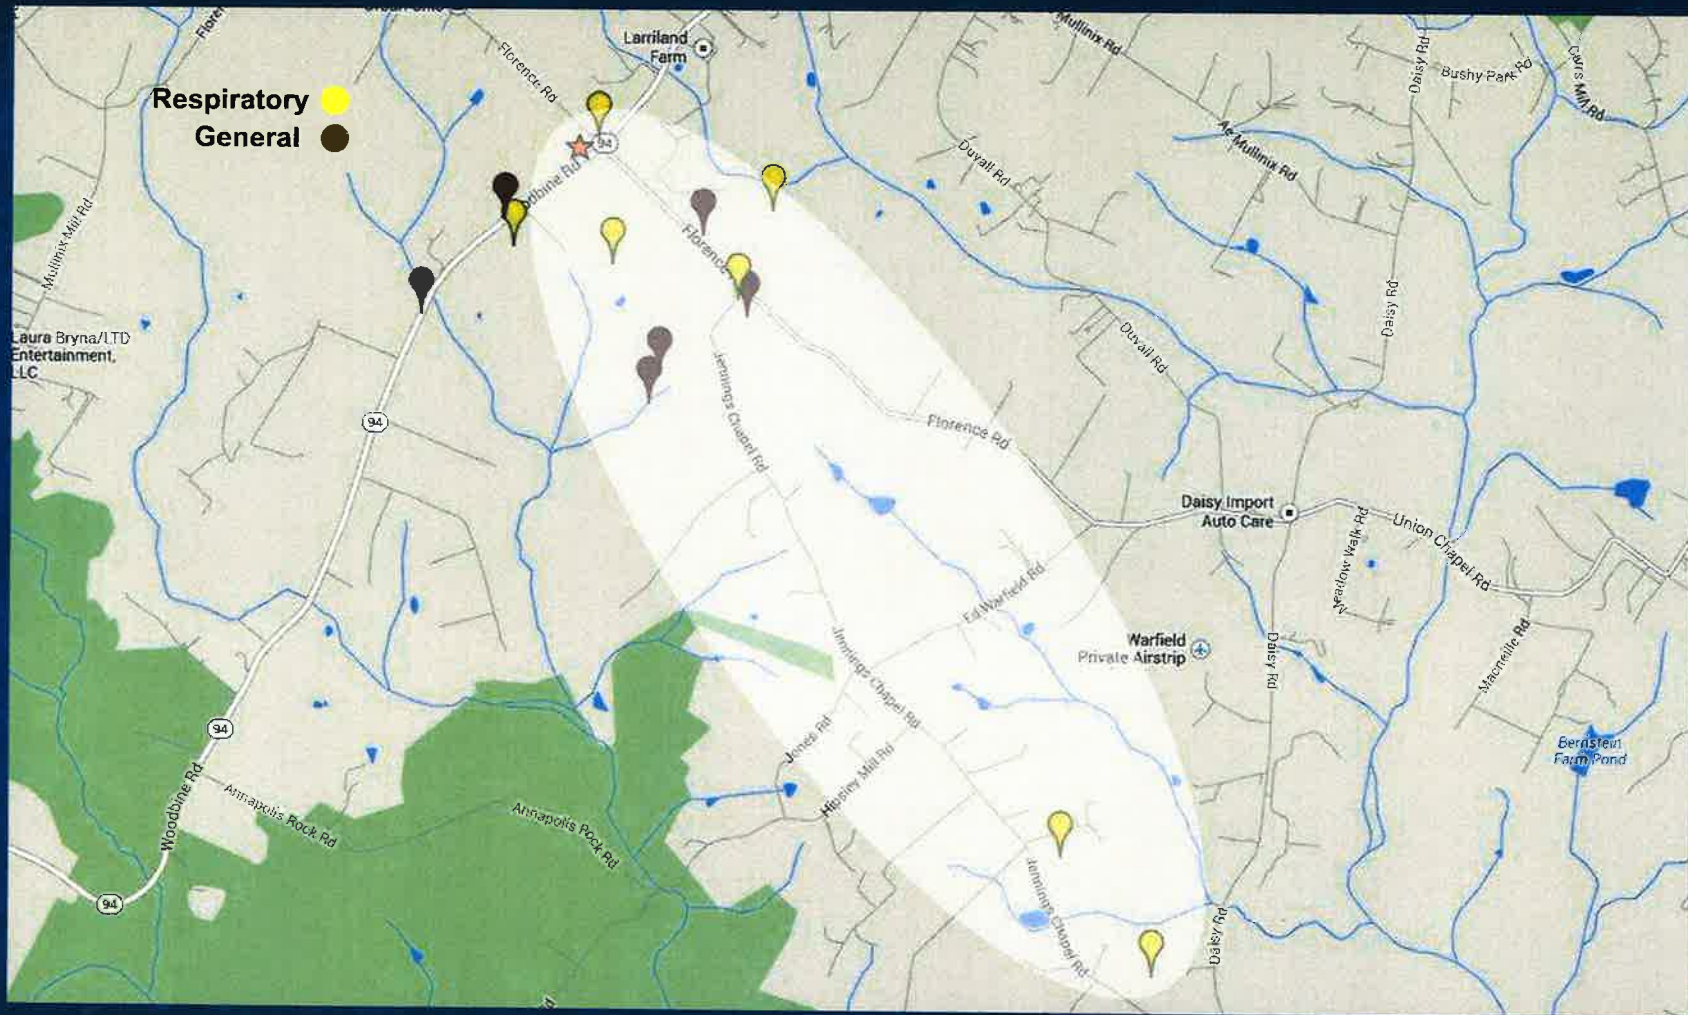 Florence Rd
Larriland
Farm
Mullinix Rd
Daisy Rd
Bushy Park Rd
Carrs Mill Rd
Respiratory
General
94
Ae Mullinix Rd
Duvall Rd
Mullinix Mill Rd
Florence
Daisy Rd
Duvall Rd
Laura Bryna/LTD
Entertainment,
LLC
Jennings Chapel Rd
94
Florence Rd
Daisy Import
Auto Care
Union Chapel Rd
Meadow Walk Rd
Ed Warfield Rd
Warfield
Private Airstrip
Daisy Rd
Macneille Rd
Jennings Chapel Rd
94
Jones Rd
Hipsley Mill Rd
Bernstein
Farm Pond
Woodbine Rd
Annapolis Rock Rd
Annapolis Rock Rd
Jennings Chapel Rd
94
Daisy Rd